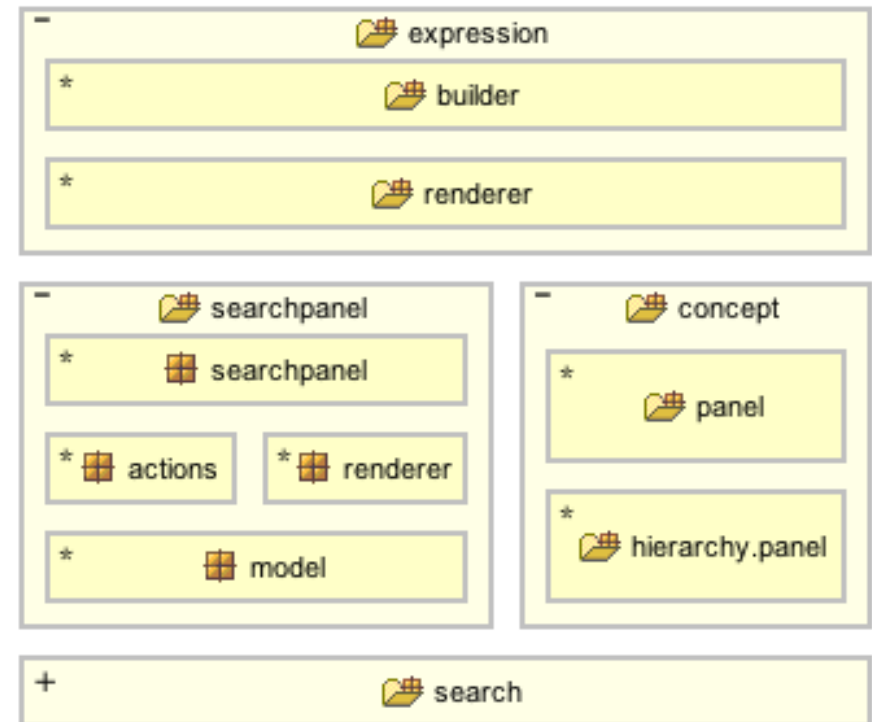 − expression
* builder
* renderer
− searchpanel
* searchpanel
* actions
* renderer
* model
− concept
* panel
* hierarchy.panel
+ search